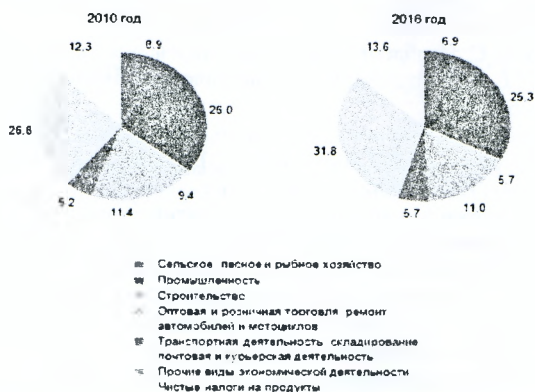 2010 год
2016 год
12.3
8.9
26.0
26.6
9.4
5.2
11.4
13.6
6.9
25.3
31.8
5.7
5.7
11.0
Сельское, лесное и рыбное хозяйство
Промышленность
Строительство
Оптовая и розничная торговля, ремонт
автомобилей и мотоциклов
Транспортная деятельность, складирование
почтовая и курьерская деятельность
Прочие виды экономической деятельности
Чистые налоги на продукты